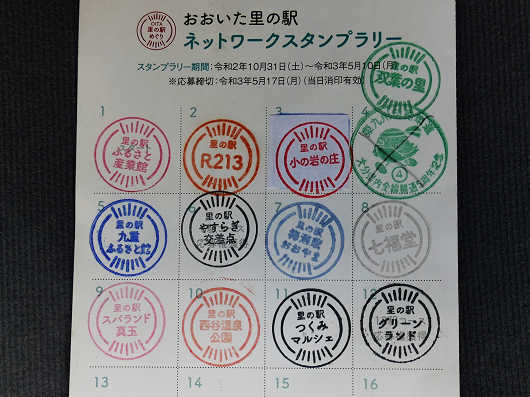 OITA
里の駅
めぐり
おおいた里の駅
ネットワークスタンプラリー
スタンプラリー期間：令和2年10月31日(土)～令和3年5月10日(月)
※応募締切：令和3年5月17日(月)(当日消印有効)
里の駅
双葉の里
1
里の駅
ふるさと
産業館
2
里の駅
R213
3
里の駅
小の岩の庄
4
5
里の駅
九重
ふるさと館
6
里の駅
やすらぎ
交差点
7
里の駅
おおやま
8
里の駅
七福堂
9
里の駅
スパランド
真玉
10
里の駅
西谷温泉
公園
11
里の駅
つくみ
マルシェ
12
里の駅
グリーン
ランド
13
14
15
16